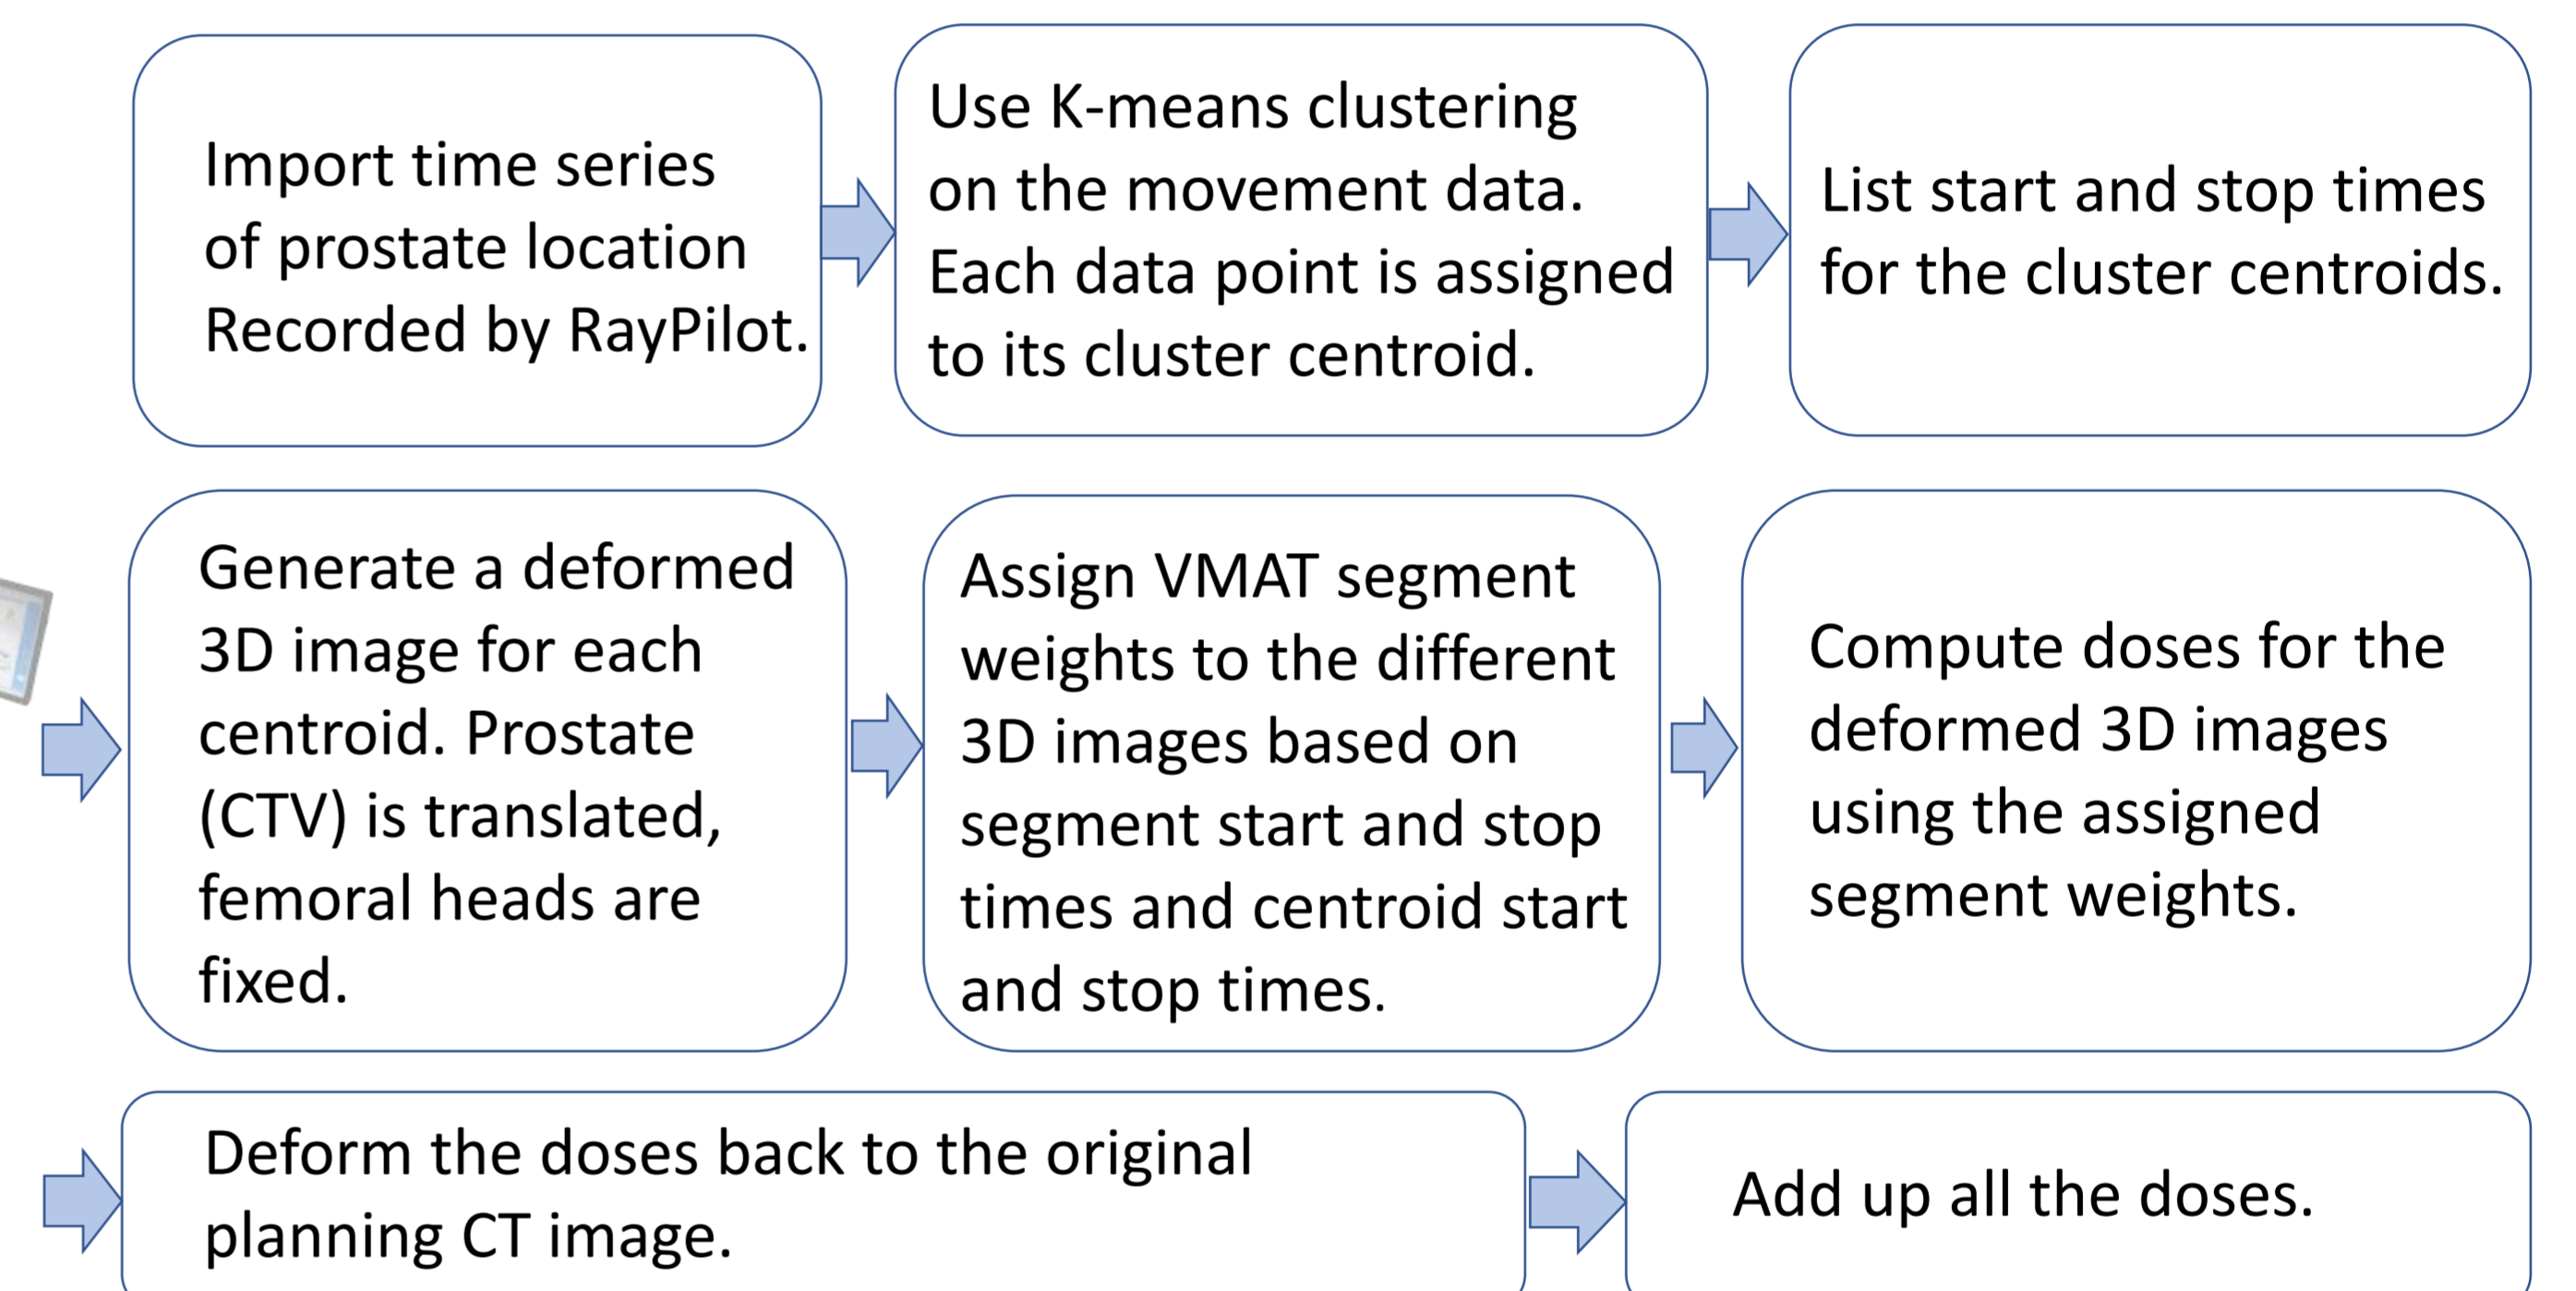 Import time series
of prostate location
Recorded by RayPilot.
Use K-means clustering
on the movement data.
Each data point is assigned
to its cluster centroid.
List start and stop times
for the cluster centroids.
Generate a deformed
3D image for each
centroid. Prostate
(CTV) is translated,
femoral heads are
fixed.
Assign VMAT segment
weights to the different
3D images based on
segment start and stop
times and centroid start
and stop times.
Compute doses for the
deformed 3D images
using the assigned
segment weights.
Deform the doses back to the original
planning CT image.
Add up all the doses.